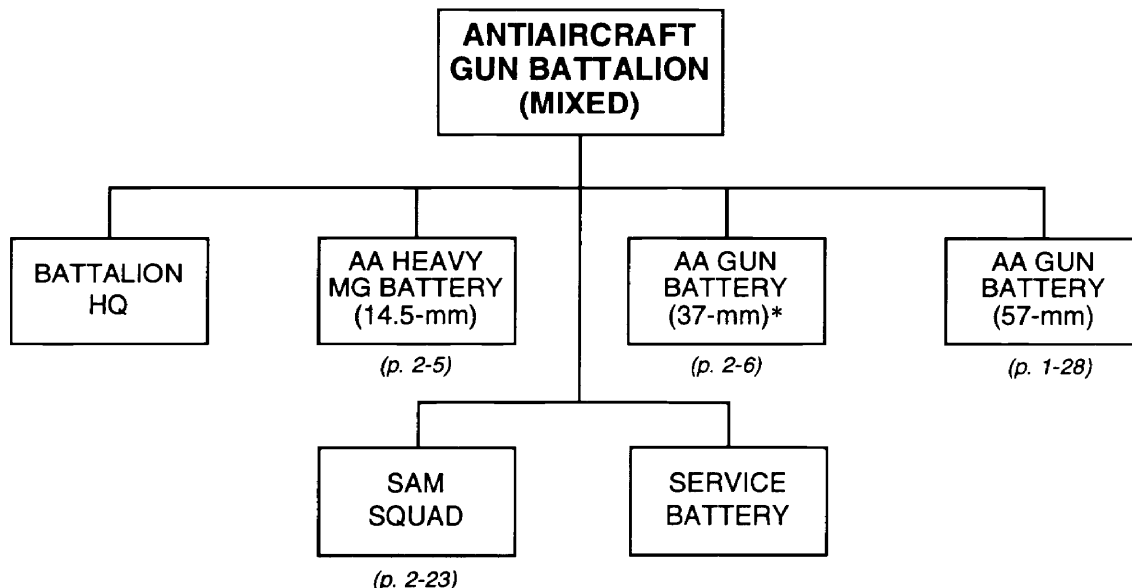 ANTIAIRCRAFT
GUN BATTALION
(MIXED)
BATTALION
HQ
AA HEAVY
MG BATTERY
(14.5-mm)
(p. 2-5)
AA GUN
BATTERY
(37-mm)*
(p. 2-6)
AA GUN
BATTERY
(57-mm)
(p. 1-28)
SAM
SQUAD
(p. 2-23)
SERVICE
BATTERY